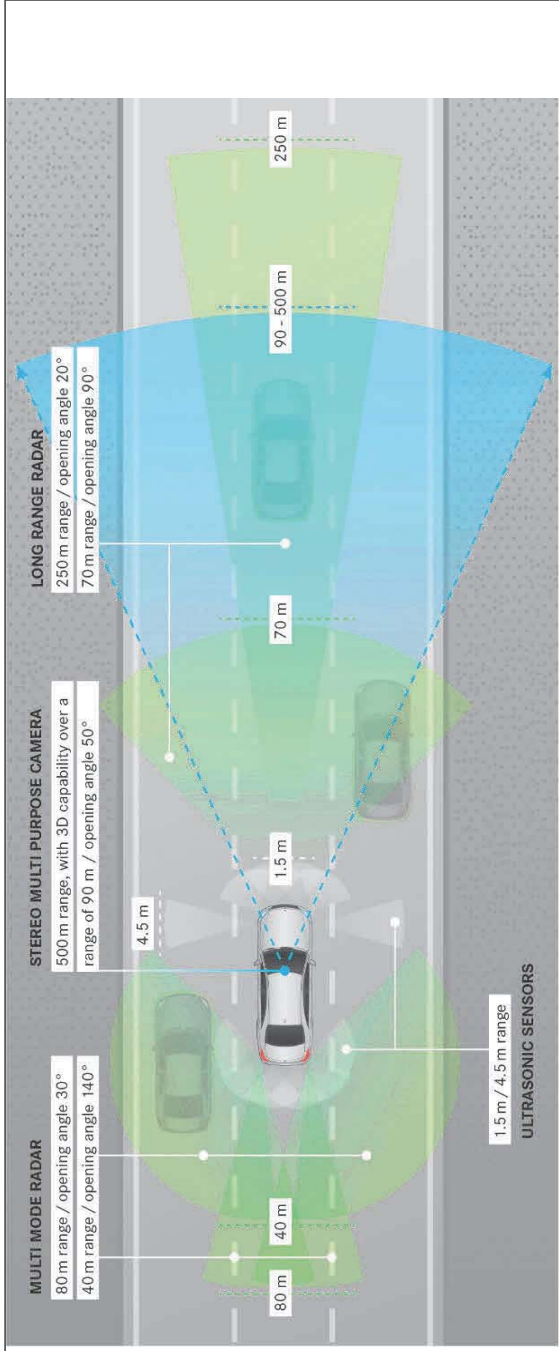 MULTI MODE RADAR
80 m range / opening angle 30°
40 m range / opening angle 140°
STEREO MULTI PURPOSE CAMERA
500 m range, with 3D capability over a
range of 90 m / opening angle 50°
LONG RANGE RADAR
250 m range / opening angle 20°
70 m range / opening angle 90°
4.5 m
80 m
40 m
1.5 m
70 m
90 - 500 m
250 m
1.5 m / 4.5 m range
ULTRASONIC SENSORS